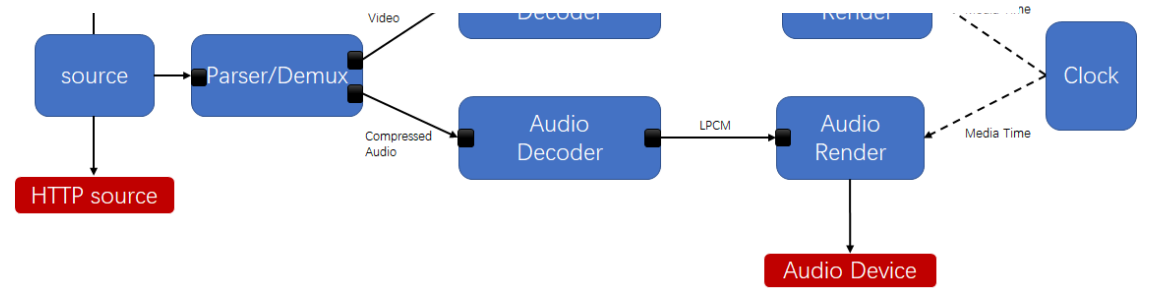 Video
Decoder
Render
source
Parser/Demux
Clock
Audio
Decoder
LPCM
Audio
Render
Compressed
Audio
Media Time
HTTP source
Audio Device